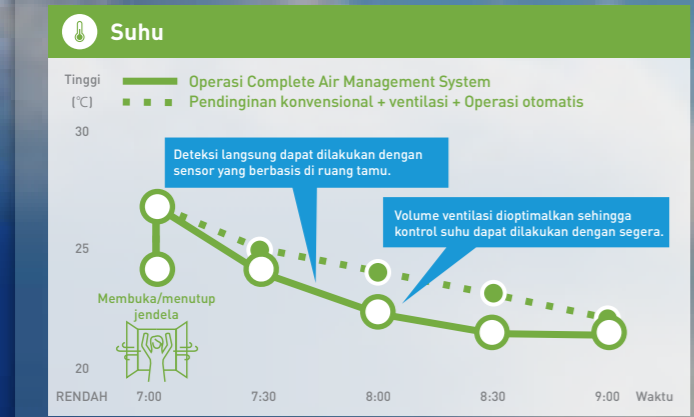 Suhu
Tinggi
(℃)
Operasi Complete Air Management System
Pendinginan konvensional + ventilasi + Operasi otomatis
30
Deteksi langsung dapat dilakukan dengan
sensor yang berbasis di ruang tamu.
Volume ventilasi dioptimalkan sehingga
kontrol suhu dapat dilakukan dengan segera.
25
Membuka/menutup
jendela
20
RENDAH 7:00 7:30 8:00 8:30 9:00 Waktu